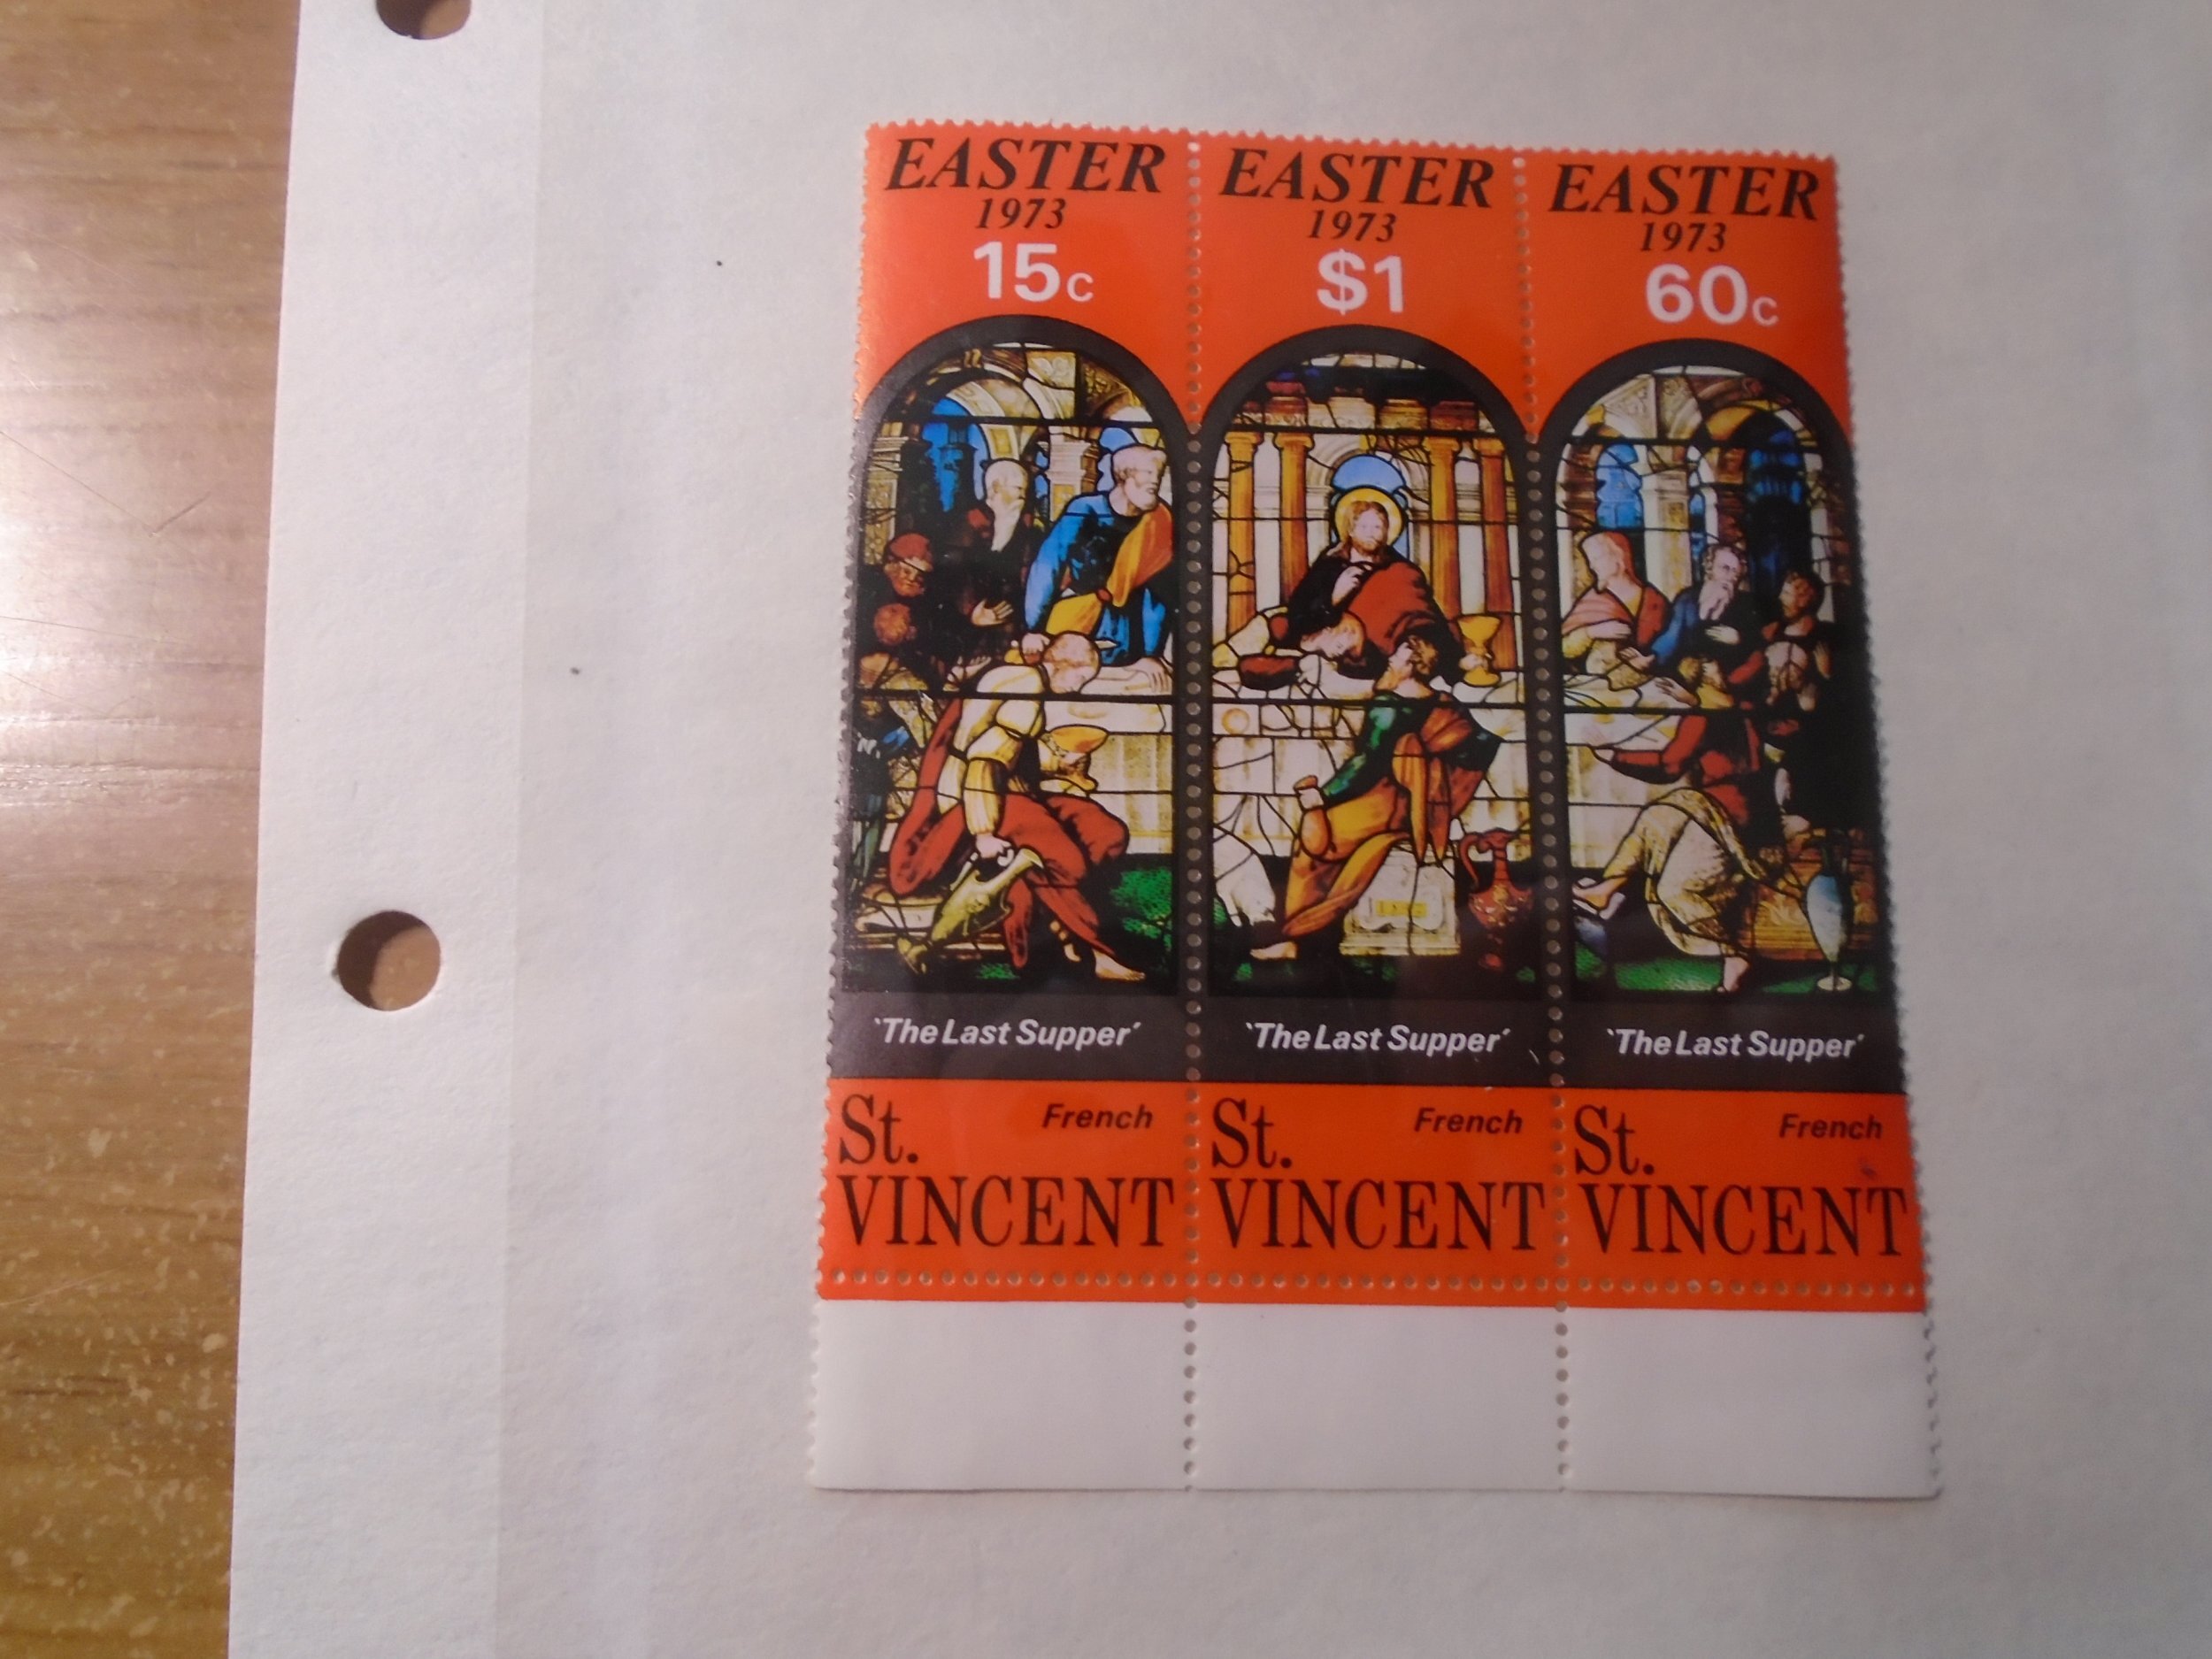 EASTER
1973
15c
'The Last Supper'
French
St.
VINCENT
EASTER
1973
$1
'The Last Supper'
French
St.
VINCENT
EASTER
1973
60c
'The Last Supper'
French
St.
VINCENT